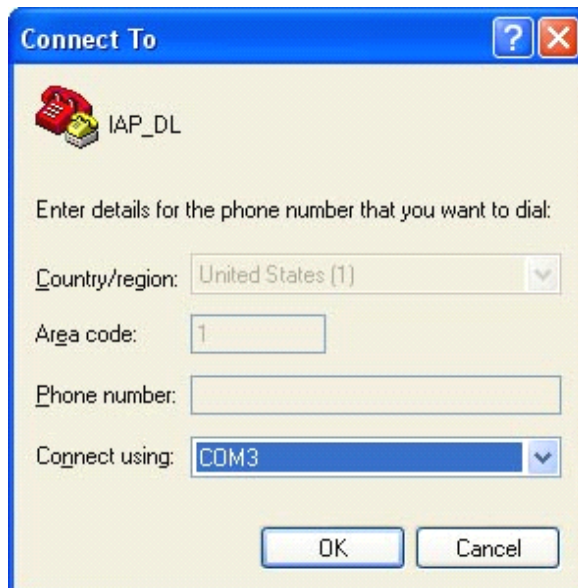 Connect To
IAP_DL
Enter details for the phone number that you want to dial:
Country/region: United States (1)
Area code: 1
Phone number:
Connect using: COM3
OK Cancel